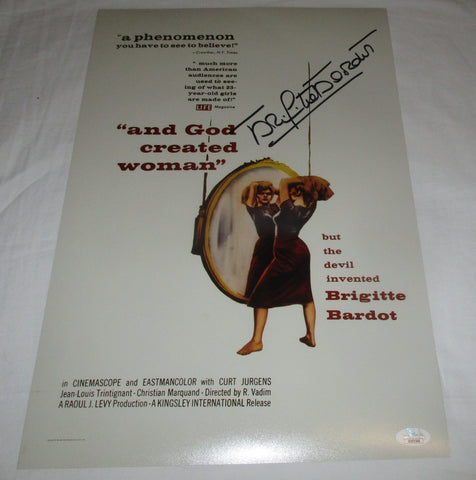 "a phenomenon
you have to see to believe!"
—Crowther, N.Y. Times
" much more
than American
audiences are
used to see-
ing of what 23-
year-old girls
are made of!"
LIFE Magazine
Brigitte Bardot
"and God
created
woman"
but
the
devil
invented
Brigitte
Bardot
in CINEMASCOPE and EASTMANCOLOR with CURT JURGENS
Jean-Louis Trintignant - Christian Marquand - Directed by R. Vadim
A RAOUL J. LEVY Production - A KINGSLEY INTERNATIONAL Release